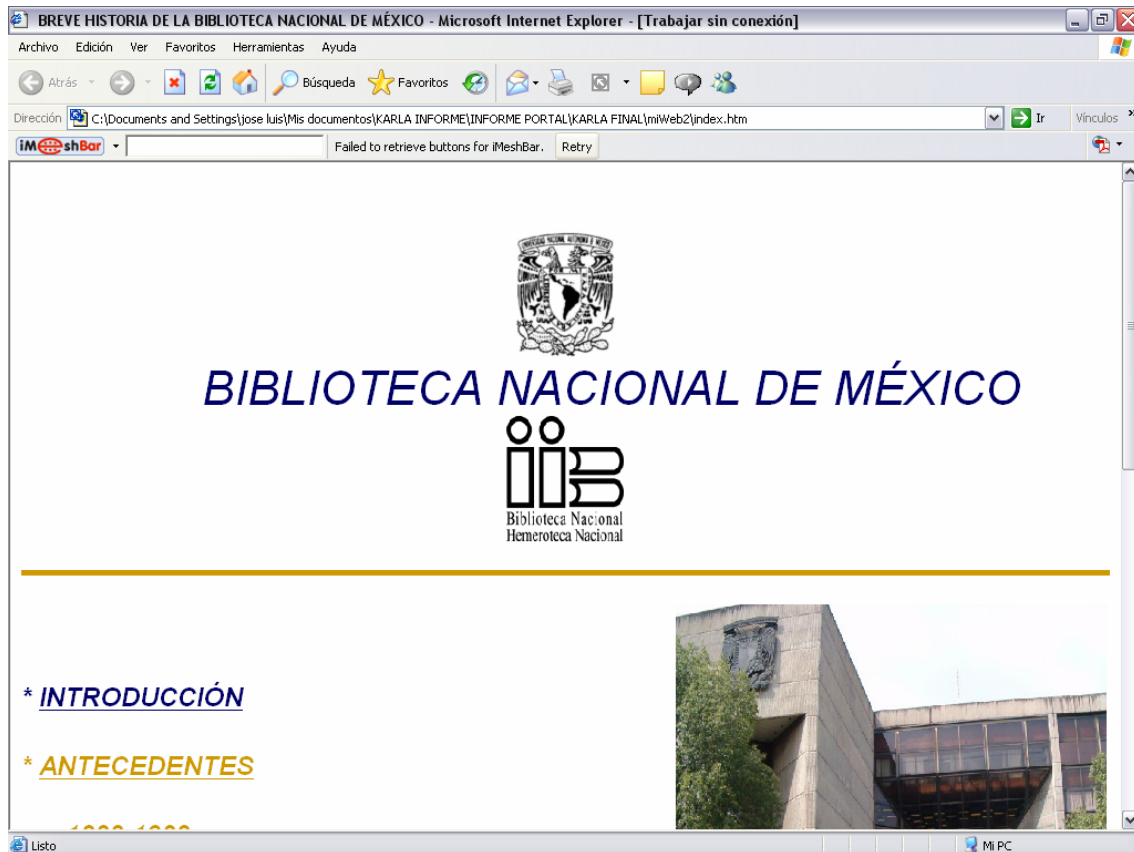 BREVE HISTORIA DE LA BIBLIOTECA NACIONAL DE MÉXICO - Microsoft Internet Explorer - [Trabajar sin conexión]
Archivo Edición Ver Favoritos Herramientas Ayuda
Atrás Búsqueda Favoritos
Dirección C:\Documents and Settings\jose luis\Mis documentos\KARLA INFORME\INFORME PORTAL\KARLA FINAL\miWeb2\index.htm Ir Vínculos »
iMeshBar Failed to retrieve buttons for iMeshBar. Retry
BIBLIOTECA NACIONAL DE MÉXICO
iiB
Biblioteca Nacional
Hemeroteca Nacional
* INTRODUCCIÓN
* ANTECEDENTES
Listo Mi PC